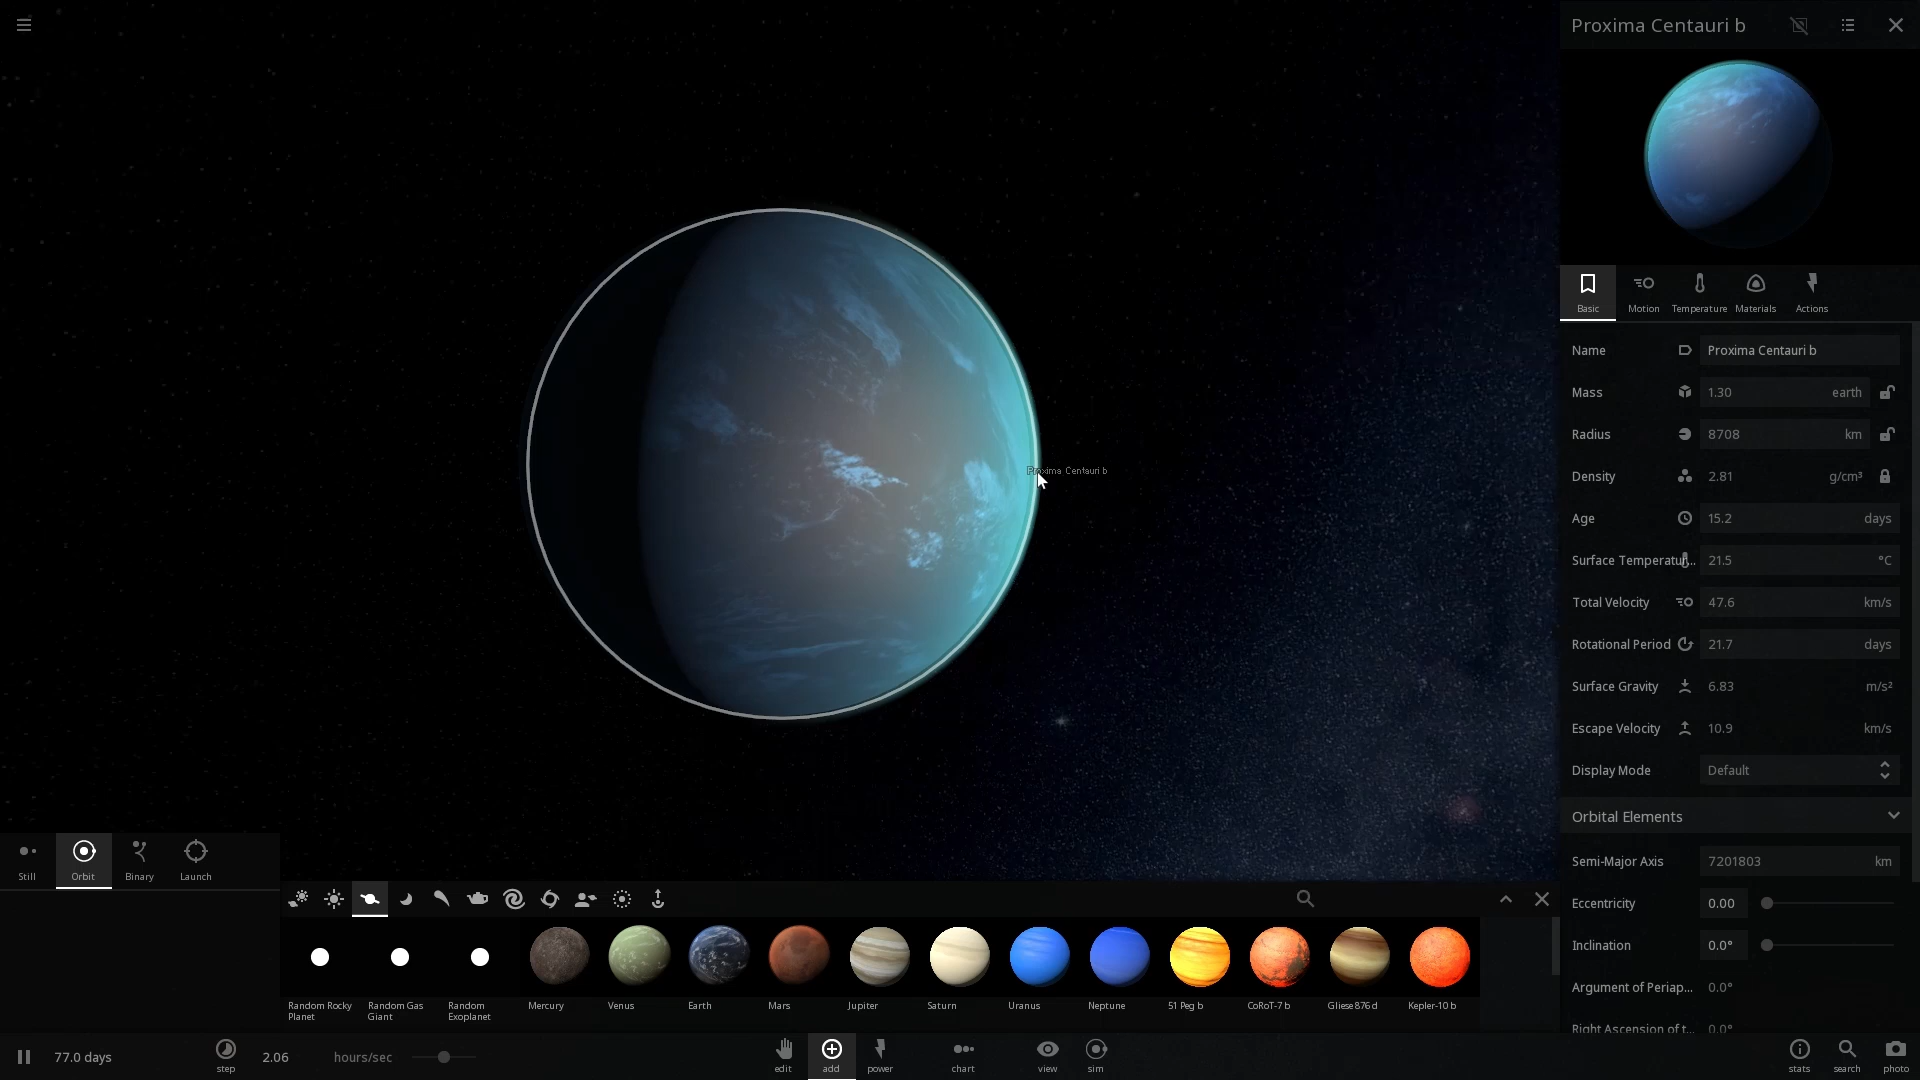 Proxima Centauri b
Basic
Motion
Temperature
Materials
Actions
Name
Proxima Centauri b
Mass
1.30
earth
Radius
8708
km
Density
2.81
g/cm³
Age
15.2
days
Surface Temperatur...
21.5
°C
Total Velocity
47.6
km/s
Rotational Period
21.7
days
Surface Gravity
6.83
m/s²
Escape Velocity
10.9
km/s
Display Mode
Default
Orbital Elements
Semi-Major Axis
7201803
km
Eccentricity
0.00
Inclination
0.0°
Argument of Periap...
0.0°
Right Ascension of t...
0.0°
Proxima Centauri b
Still
Orbit
Binary
Launch
Random Rocky
Planet
Random Gas
Giant
Random
Exoplanet
Mercury
Venus
Earth
Mars
Jupiter
Saturn
Uranus
Neptune
51 Peg b
CoRoT-7 b
Gliese 876 d
Kepler-10 b
77.0 days
step
2.06
hours/sec
edit
add
power
chart
view
sim
stats
search
photo